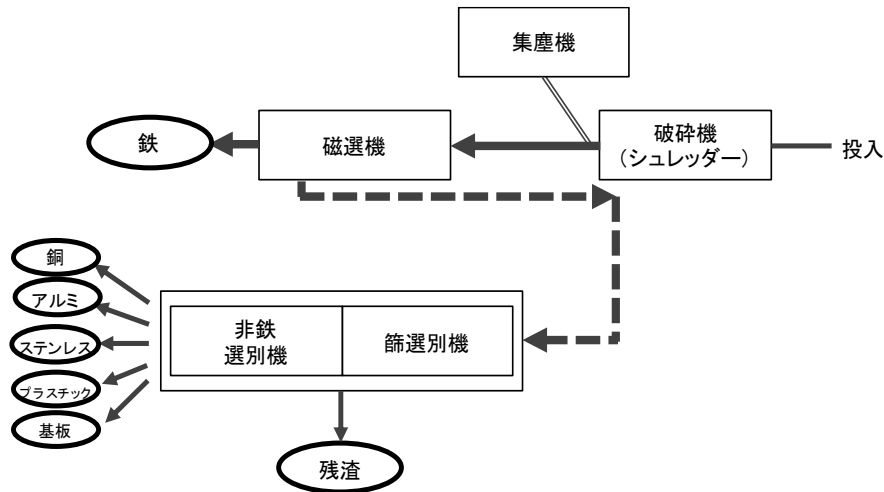 集塵機
鉄
磁選機
破砕機
(シュレッダー)
投入
銅
アルミ
ステンレス
プラスチック
基板
非鉄
選別機
篩選別機
残渣